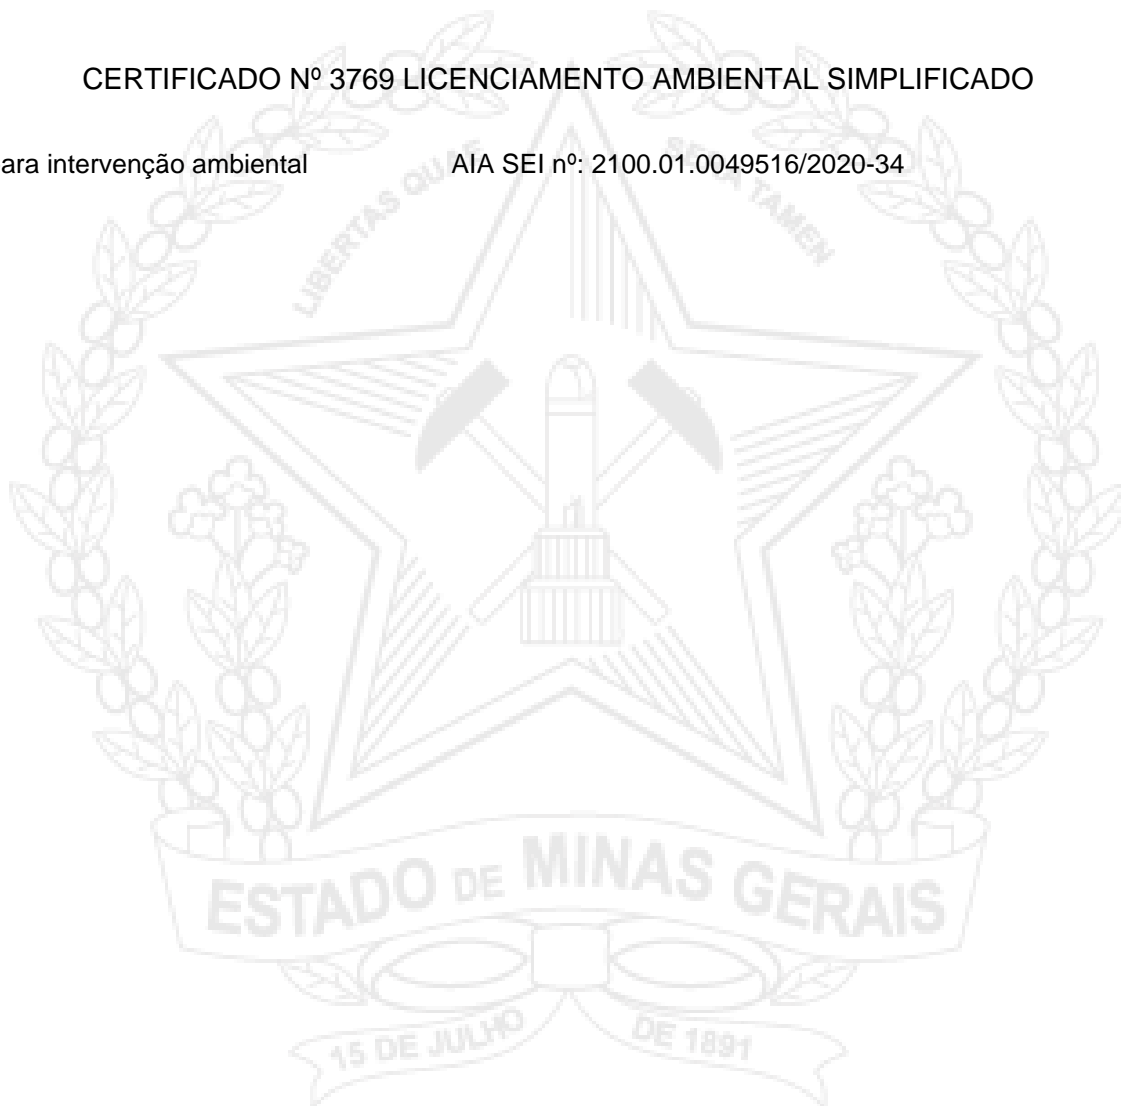 CERTIFICADO Nº 3769 LICENCIAMENTO AMBIENTAL SIMPLIFICADO
ara intervenção ambiental AIA SEI nº: 2100.01.0049516/2020-34
LIBERTAS QUAE SERA TAMEN
ESTADO DE MINAS GERAIS
15 DE JULHO DE 1891